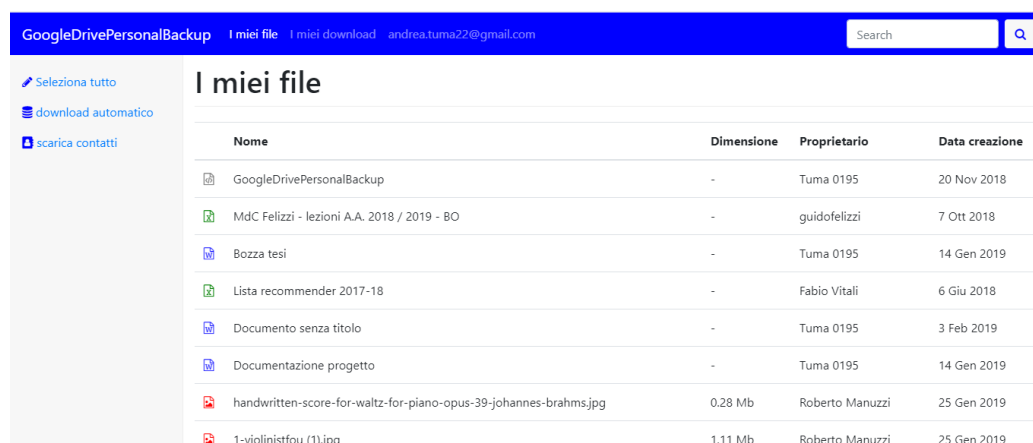 GoogleDrivePersonalBackup I miei file I miei download andrea.tuma22@gmail.com Search
Seleziona tutto
download automatico
scarica contatti
I miei file
Nome Dimensione Proprietario Data creazione
GoogleDrivePersonalBackup - Tuma 0195 20 Nov 2018
MdC Felizzi - lezioni A.A. 2018 / 2019 - BO - guidofelizzi 7 Ott 2018
Bozza tesi - Tuma 0195 14 Gen 2019
Lista recommender 2017-18 - Fabio Vitali 6 Giu 2018
Documento senza titolo - Tuma 0195 3 Feb 2019
Documentazione progetto - Tuma 0195 14 Gen 2019
handwritten-score-for-waltz-for-piano-opus-39-johannes-brahms.jpg 0.28 Mb Roberto Manuzzi 25 Gen 2019
1-violinistfou (1).jpg 1.11 Mb Roberto Manuzzi 25 Gen 2019